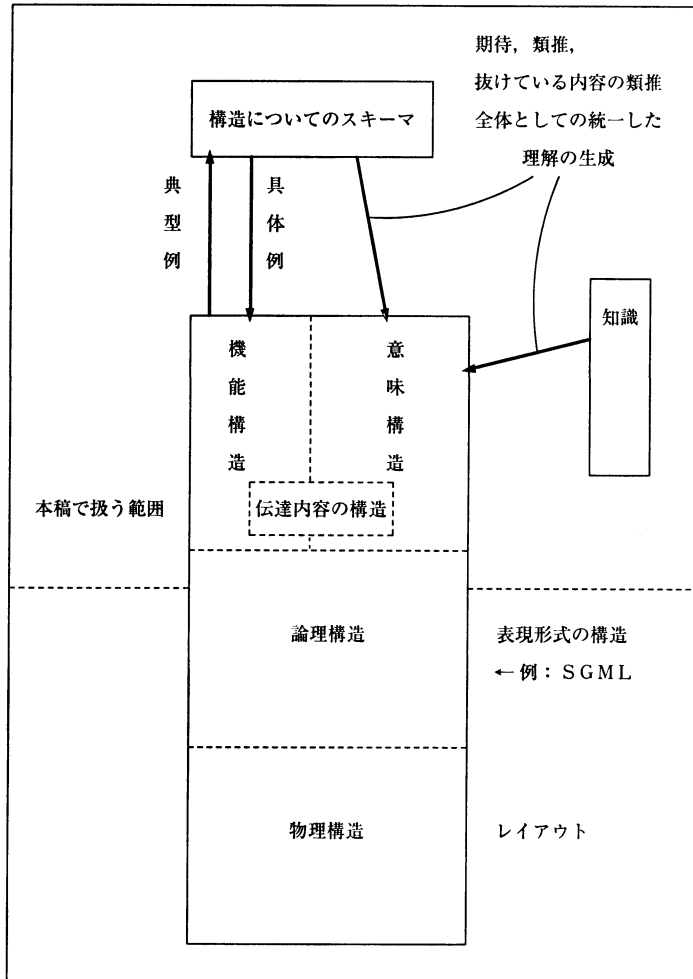 期待，類推，
抜けている内容の類推
全体としての統一した
理解の生成
構造についてのスキーマ
典型例
具体例
知識
機能構造
意味構造
伝達内容の構造
本稿で扱う範囲
論理構造
表現形式の構造
←例：ＳＧＭＬ
物理構造
レイアウト